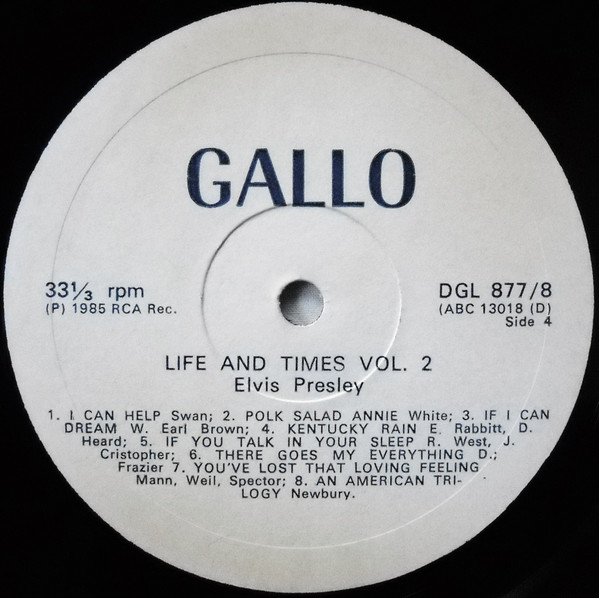 GALLO
33⅓ rpm
(P) 1985 RCA Rec.
DGL 877/8
(ABC 13018 (D)
Side 4
LIFE AND TIMES VOL. 2
Elvis Presley
1. I CAN HELP Swan; 2. POLK SALAD ANNIE White; 3. IF I CAN
DREAM W. Earl Brown; 4. KENTUCKY RAIN E. Rabbitt, D.
Heard; 5. IF YOU TALK IN YOUR SLEEP R. West, J.
Cristopher; 6. THERE GOES MY EVERYTHING D.;
Frazier 7. YOU'VE LOST THAT LOVING FEELING
Mann, Weil, Spector; 8. AN AMERICAN TRI-
LOGY Newbury.